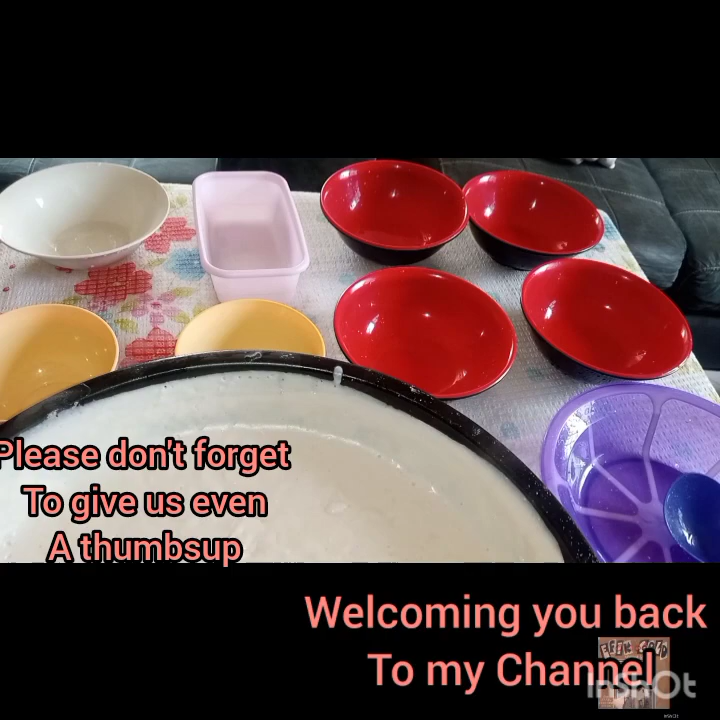 Please don't forget
To give us even
A thumbsup
Welcoming you back
To my Channel
InShOt